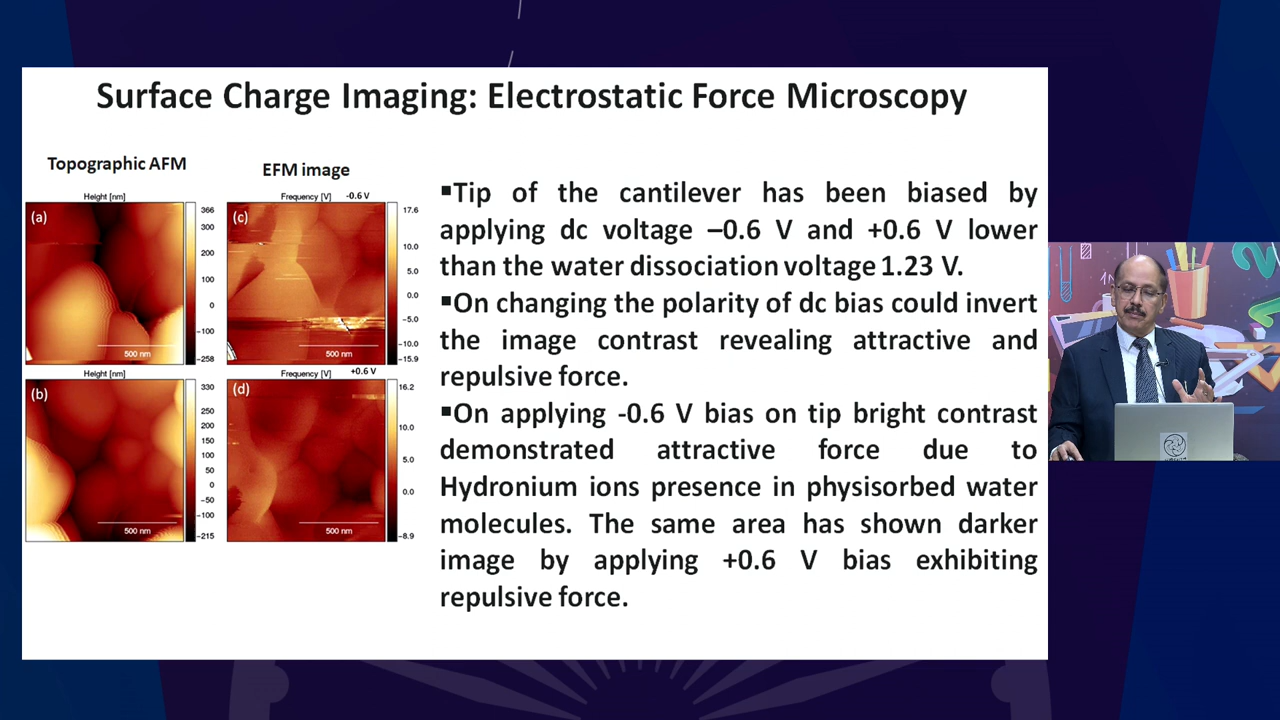 Surface Charge Imaging: Electrostatic Force Microscopy
Topographic AFM
EFM image
Height [nm]
(a)
366
300
200
100
0
-100
-258
500 nm
Frequency [V]
-0.6 V
(c)
17.6
10.0
5.0
0.0
-5.0
-10.0
-15.9
500 nm
Height [nm]
(b)
330
250
200
150
100
50
0
-50
-100
-215
500 nm
Frequency [V]
+0.6 V
(d)
16.2
10.0
5.0
0.0
-8.9
500 nm
▪Tip of the cantilever has been biased by
applying dc voltage –0.6 V and +0.6 V lower
than the water dissociation voltage 1.23 V.
▪On changing the polarity of dc bias could invert
the image contrast revealing attractive and
repulsive force.
▪On applying -0.6 V bias on tip bright contrast
demonstrated attractive force due to
Hydronium ions presence in physisorbed water
molecules. The same area has shown darker
image by applying +0.6 V bias exhibiting
repulsive force.